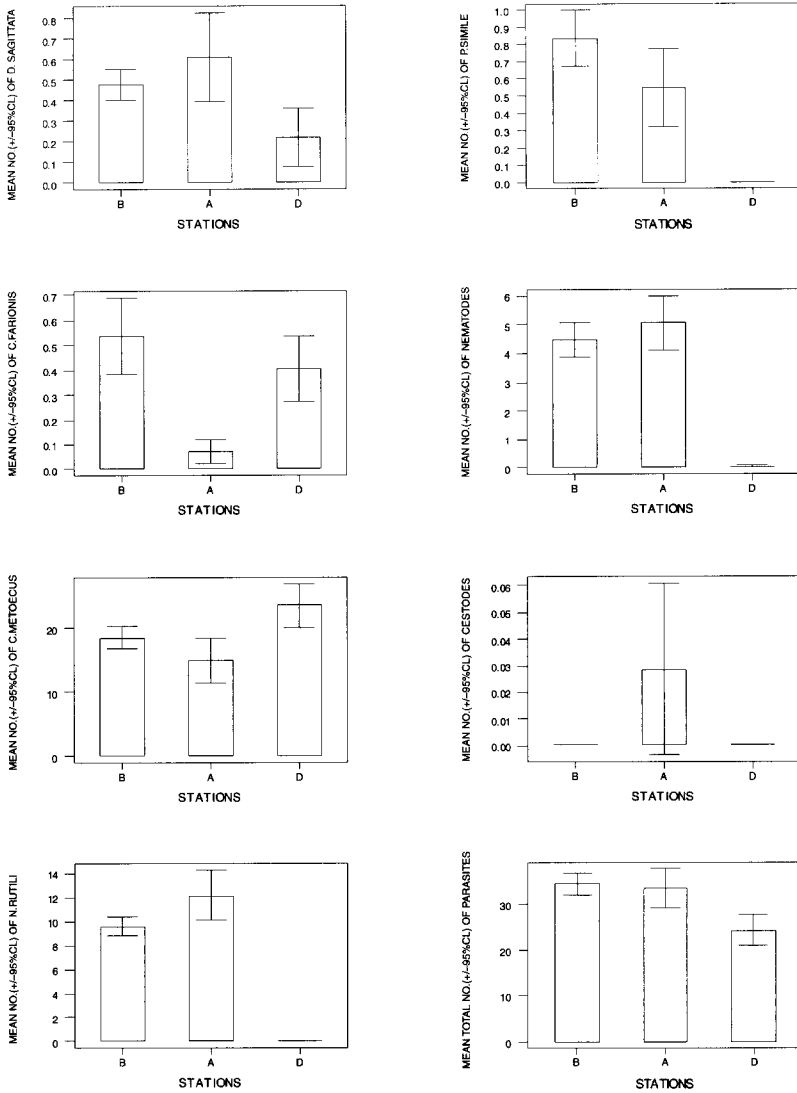 MEAN NO.(+/-95%CL) OF D. SAGITTATA
0.8
0.7
0.6
0.5
0.4
0.3
0.2
0.1
0.0
B A D
STATIONS
MEAN NO.(+/-95%CL) OF P.SIMILE
1.0
0.9
0.8
0.7
0.6
0.5
0.4
0.3
0.2
0.1
0.0
B A D
STATIONS
MEAN NO.(+/-95%CL) OF C.FARIONIS
0.7
0.6
0.5
0.4
0.3
0.2
0.1
0.0
B A D
STATIONS
MEAN NO.(+/-95%CL) OF NEMATODES
6
5
4
3
2
1
0
B A D
STATIONS
MEAN NO.(+/-95%CL) OF C.METOECUS
20
10
0
B A D
STATIONS
MEAN NO.(+/-95%CL) OF CESTODES
0.06
0.05
0.04
0.03
0.02
0.01
0.00
B A D
STATIONS
MEAN NO.(+/-95%CL) OF N.RUTILI
14
12
10
8
6
4
2
0
B A D
STATIONS
MEAN TOTAL NO.(+/-95%CL) OF PARASITES
30
20
10
0
B A D
STATIONS